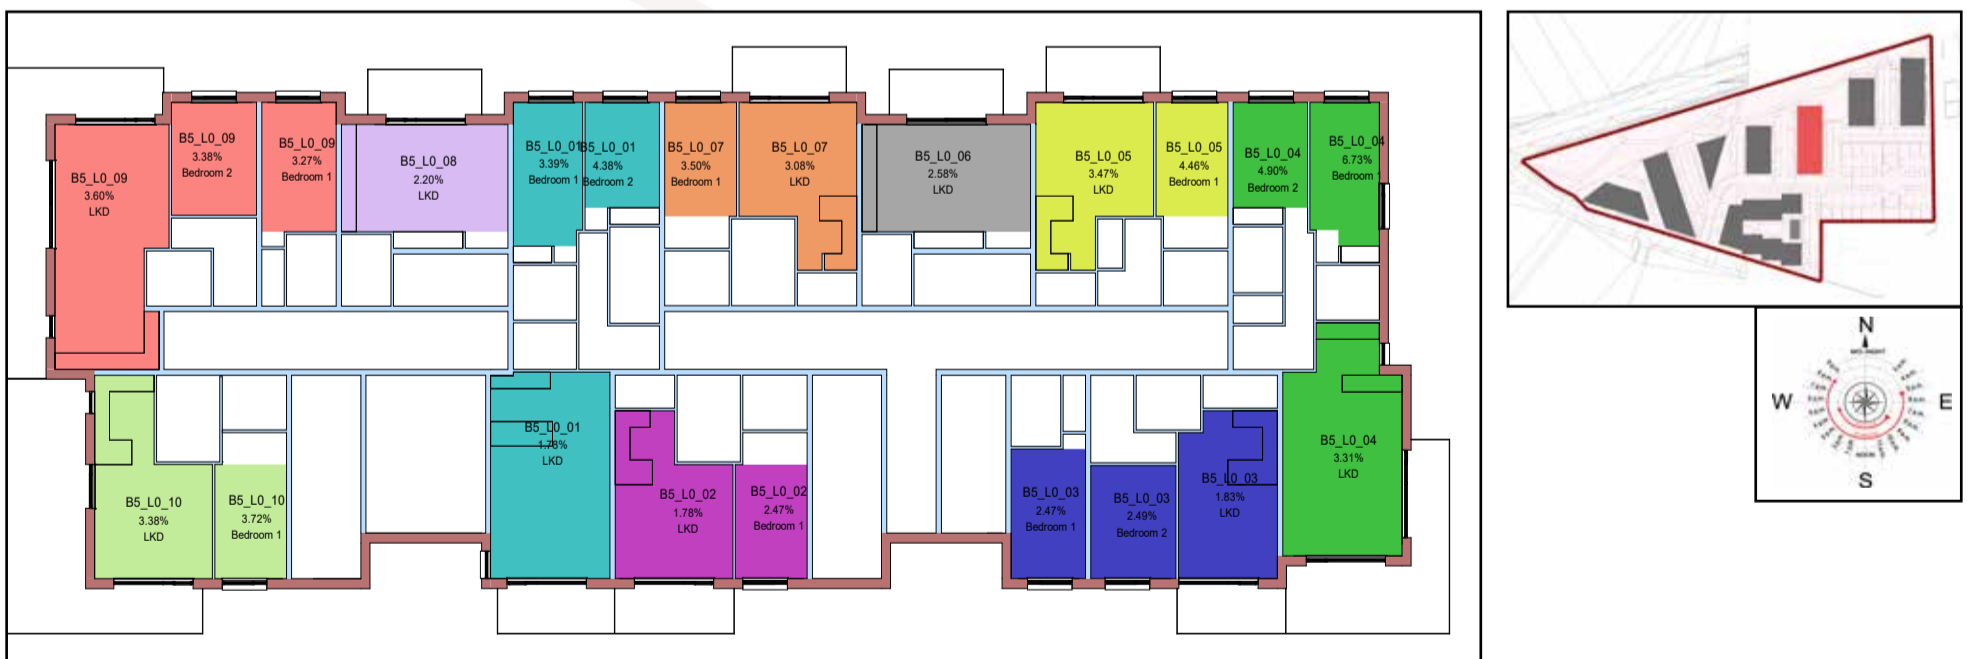 B5_L0_09
3.60%
LKD
B5_L0_09
3.38%
Bedroom 2
B5_L0_09
3.27%
Bedroom 1
B5_L0_08
2.20%
LKD
B5_L0_01
3.39%
Bedroom 1
B5_L0_01
4.38%
Bedroom 2
B5_L0_07
3.50%
Bedroom 1
B5_L0_07
3.08%
LKD
B5_L0_06
2.58%
LKD
B5_L0_05
3.47%
LKD
B5_L0_05
4.46%
Bedroom 1
B5_L0_04
4.90%
Bedroom 2
B5_L0_04
6.73%
Bedroom 1
B5_L0_10
3.38%
LKD
B5_L0_10
3.72%
Bedroom 1
B5_L0_01
1.78%
LKD
B5_L0_02
1.78%
LKD
B5_L0_02
2.47%
Bedroom 1
B5_L0_03
2.47%
Bedroom 1
B5_L0_03
2.49%
Bedroom 2
B5_L0_03
1.83%
LKD
B5_L0_04
3.31%
LKD
N
W
E
S